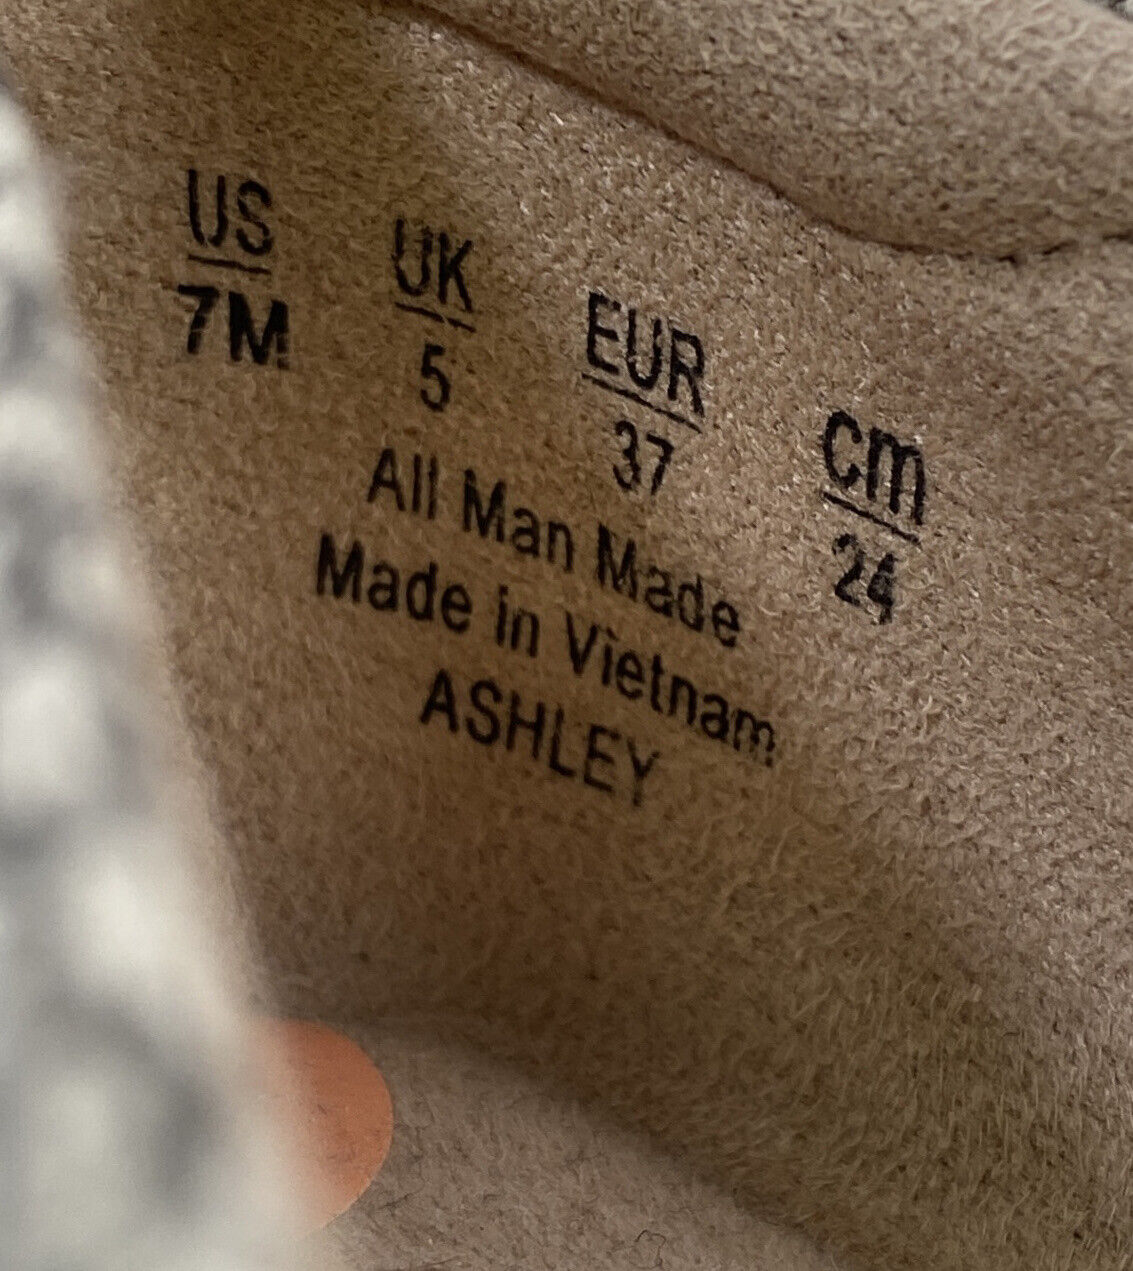 US UK EUR cm
7M 5 37 24
All Man Made
Made in Vietnam
ASHLEY